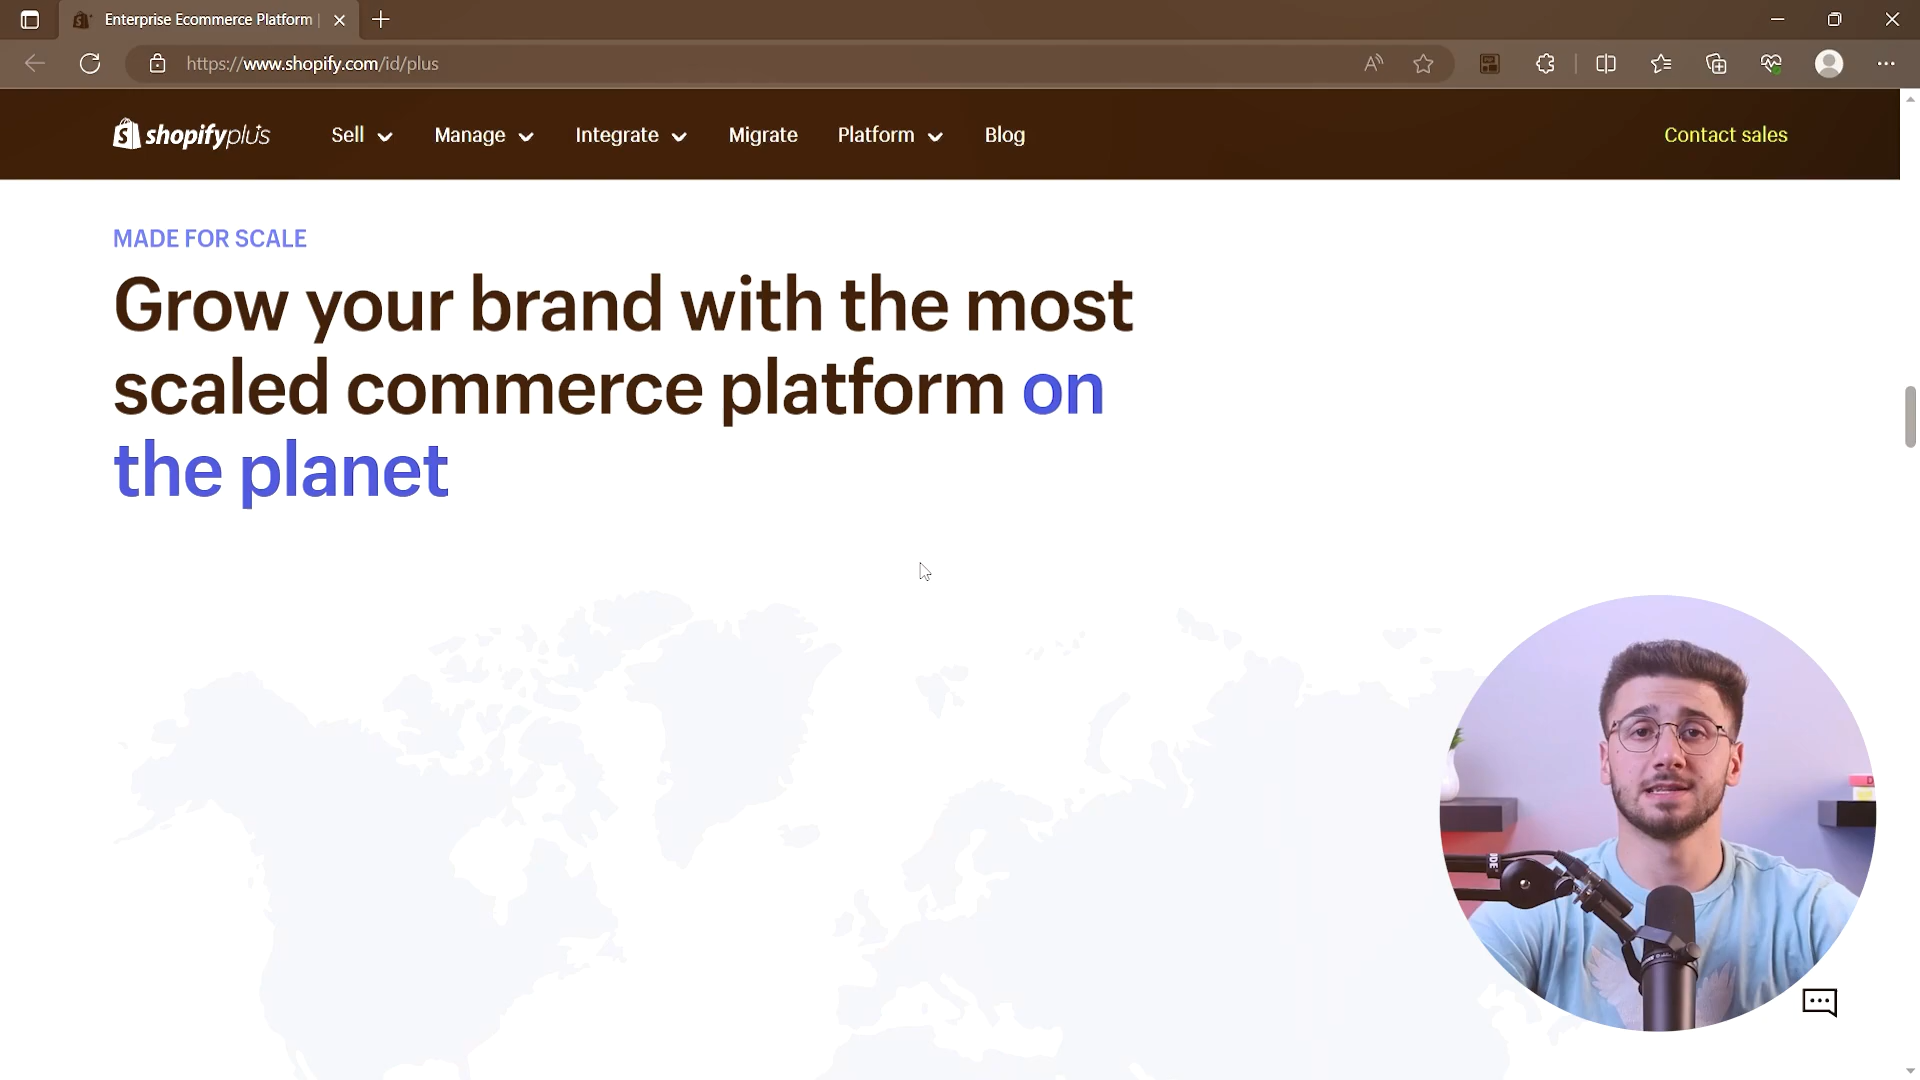 Enterprise Ecommerce Platform |
https://www.shopify.com/id/plus
shopifyplus
Sell
Manage
Integrate
Migrate
Platform
Blog
Contact sales
MADE FOR SCALE
Grow your brand with the most
scaled commerce platform on
the planet